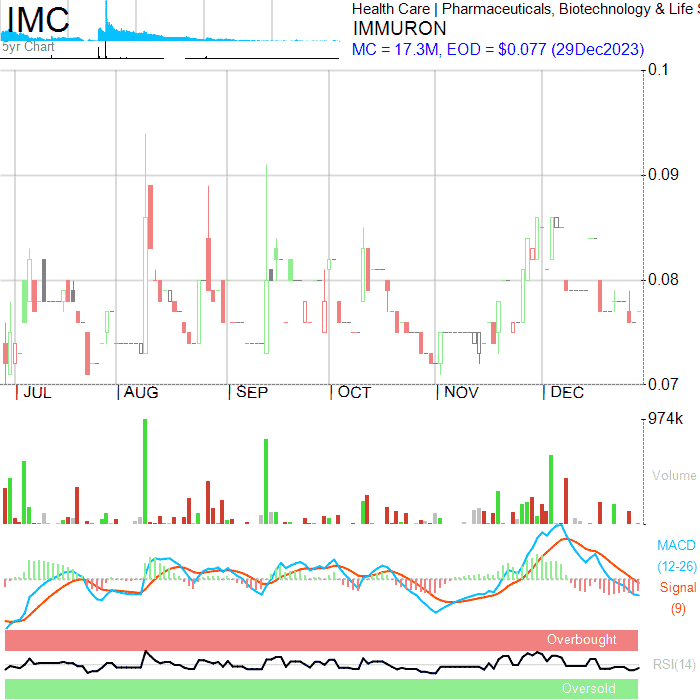 IMC
5yr Chart
Health Care | Pharmaceuticals, Biotechnology & Life S
IMMURON
MC = 17.3M, EOD = $0.077 (29Dec2023)
0.1
0.09
0.08
0.07
JUL AUG SEP OCT NOV DEC
974k
Volume
MACD
(12-26)
Signal
(9)
Overbought
RSI(14)
Oversold